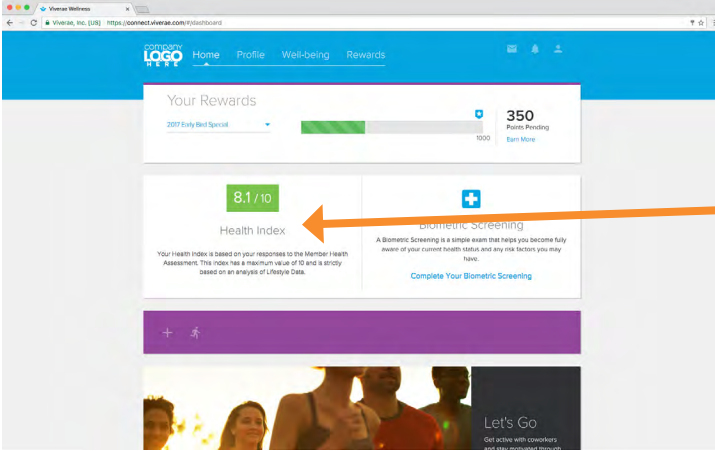 Viverae Wellness
Viverae, Inc. [US] https://connect.viverae.com/#/dashboard
company
LOGO
HERE
Home Profile Well-being Rewards
Your Rewards
2017 Early Bird Special
1000
350
Points Pending
Earn More
8.1 / 10
Health Index
Your Health Index is based on your responses to the Member Health
Assessment. This index has a maximum value of 10 and is strictly
based on an analysis of Lifestyle Data.
Biometric Screening
A Biometric Screening is a simple exam that helps you become fully
aware of your current health status and any risk factors you may
have.
Complete Your Biometric Screening
Let's Go
Get active with coworkers
and stay motivated through